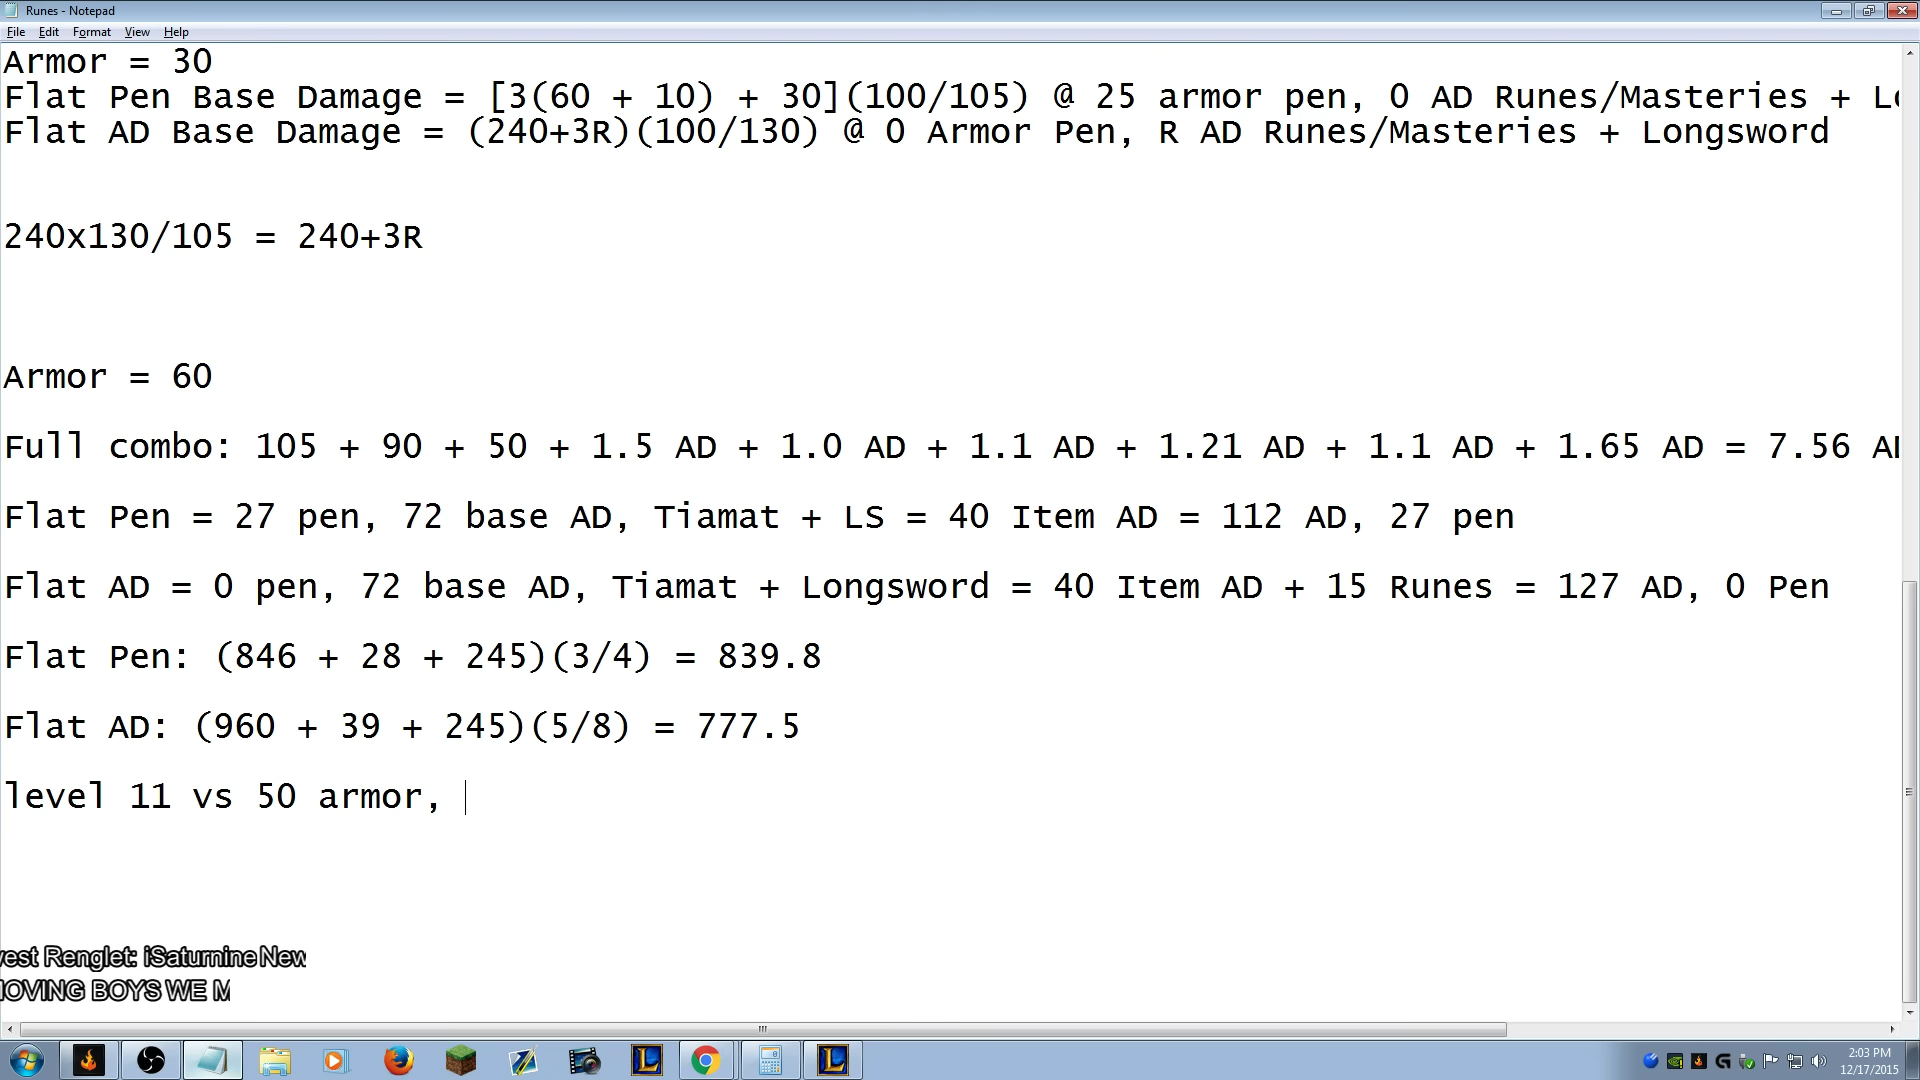 Runes - Notepad
File Edit Format View Help
Armor = 30
Flat Pen Base Damage = [3(60 + 10) + 30](100/105) @ 25 armor pen, 0 AD Runes/Masteries +
Flat AD Base Damage = (240+3R)(100/130) @ 0 Armor Pen, R AD Runes/Masteries + Longsword
240x130/105 = 240+3R
Armor = 60
Full combo: 105 + 90 + 50 + 1.5 AD + 1.0 AD + 1.1 AD + 1.21 AD + 1.1 AD + 1.65 AD = 7.56
Flat Pen = 27 pen, 72 base AD, Tiamat + LS = 40 Item AD = 112 AD, 27 pen
Flat AD = 0 pen, 72 base AD, Tiamat + Longsword = 40 Item AD + 15 Runes = 127 AD, 0 Pen
Flat Pen: (846 + 28 + 245)(3/4) = 839.8
Flat AD: (960 + 39 + 245)(5/8) = 777.5
level 11 vs 50 armor,
west Renglet: iSaturnine New
MOVING BOYS WE M
2:03 PM
12/17/2015